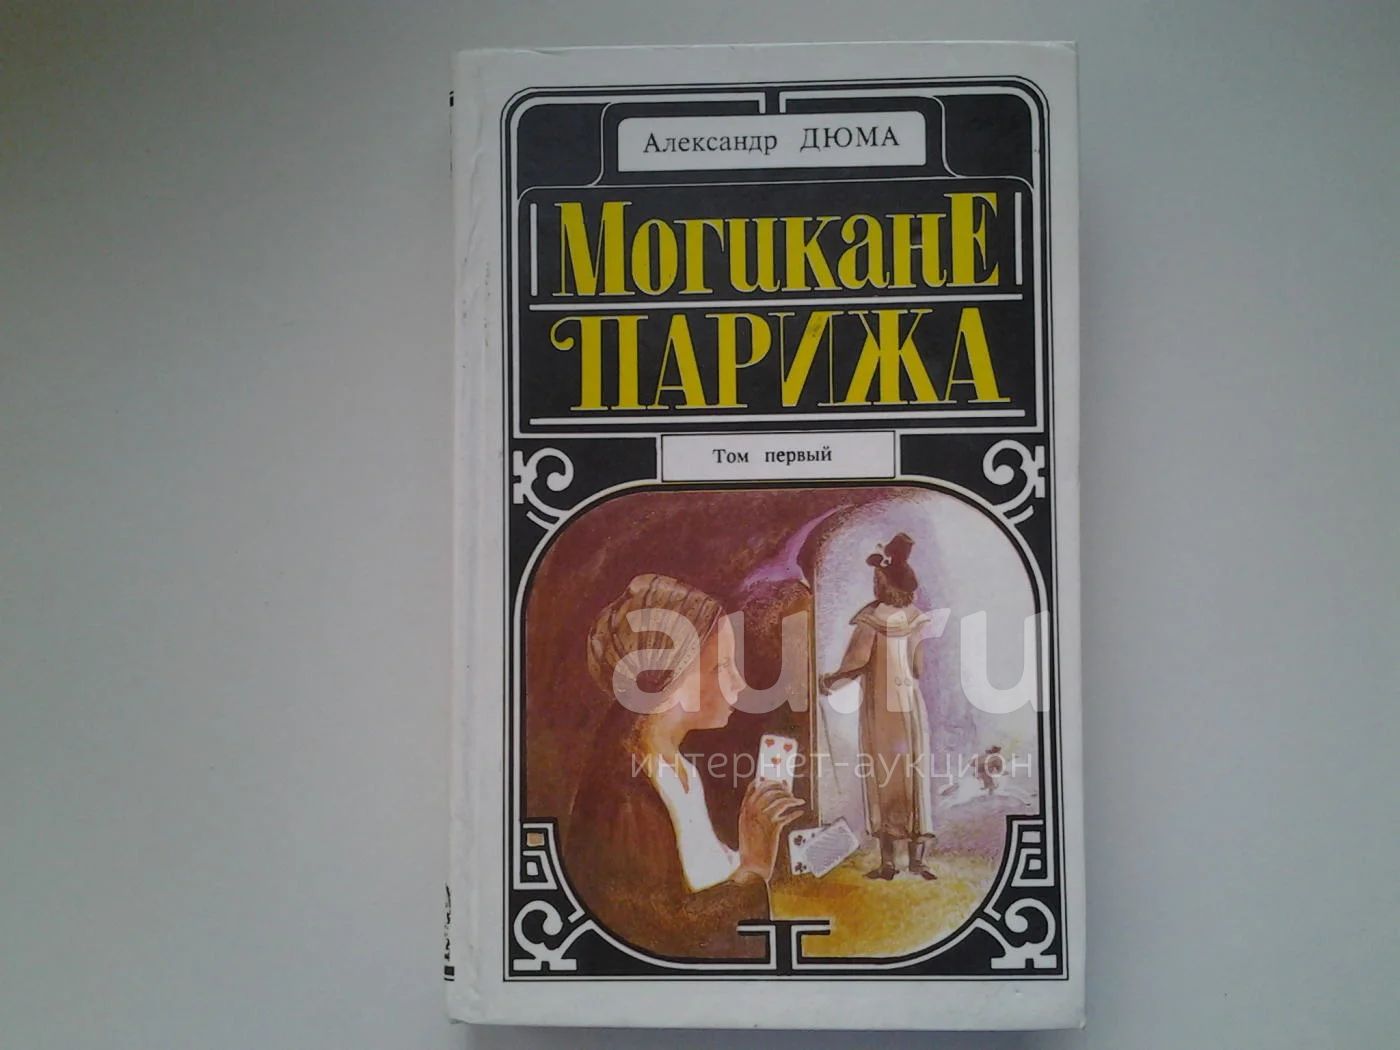 Александр ДЮМА
МОГИКАНЕ
ПАРИЖА
Том первый
au.ru
интернет-аукцион